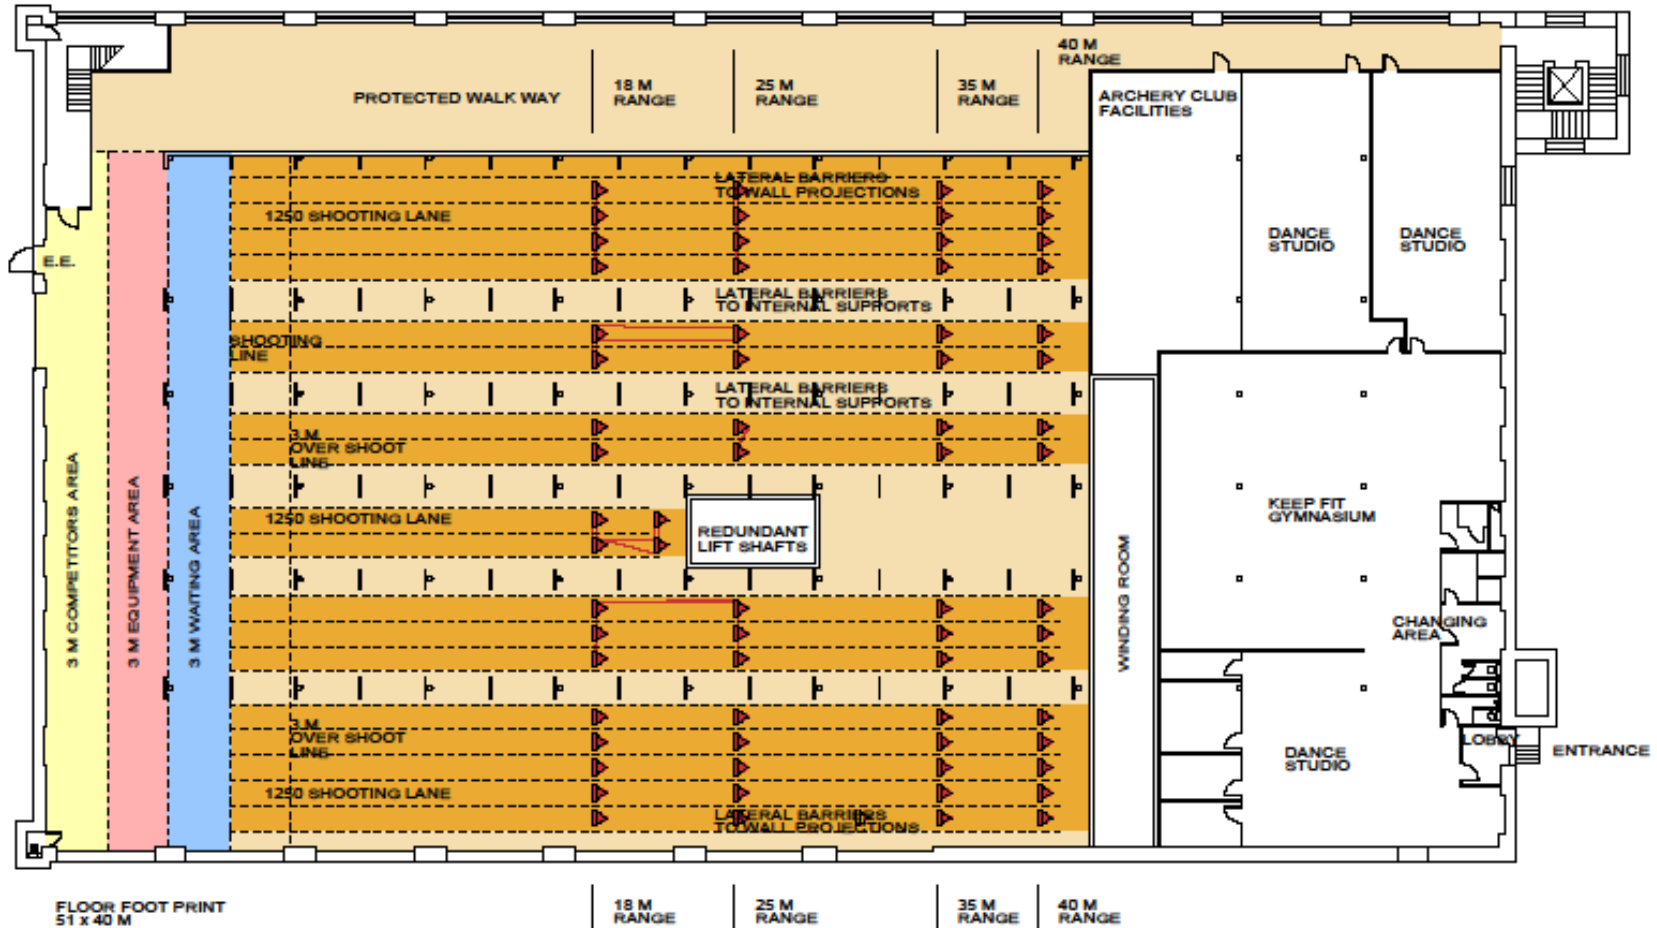 40 M
RANGE
18 M
RANGE
25 M
RANGE
35 M
RANGE
PROTECTED WALK WAY
ARCHERY CLUB
FACILITIES
LATERAL BARRIERS
TO WALL PROJECTIONS
1250 SHOOTING LANE
DANCE
STUDIO
DANCE
STUDIO
E.E.
LATERAL BARRIERS
TO INTERNAL SUPPORTS
SHOOTING
LINE
LATERAL BARRIERS
TO INTERNAL SUPPORTS
3 M
OVER SHOOT
LINE
3 M COMPETITORS AREA
3 M EQUIPMENT AREA
3 M WAITING AREA
1250 SHOOTING LANE
REDUNDANT
LIFT SHAFTS
KEEP FIT
GYMNASIUM
WINDING ROOM
CHANGING
AREA
3 M
OVER SHOOT
LINE
LOBBY
ENTRANCE
DANCE
STUDIO
1250 SHOOTING LANE
LATERAL BARRIERS
TO WALL PROJECTIONS
FLOOR FOOT PRINT
51 x 40 M
18 M
RANGE
25 M
RANGE
35 M
RANGE
40 M
RANGE